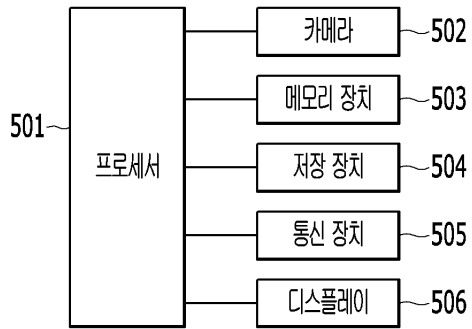 카메라 502
메모리 장치 503
501 프로세서 저장 장치 504
통신 장치 505
디스플레이 506